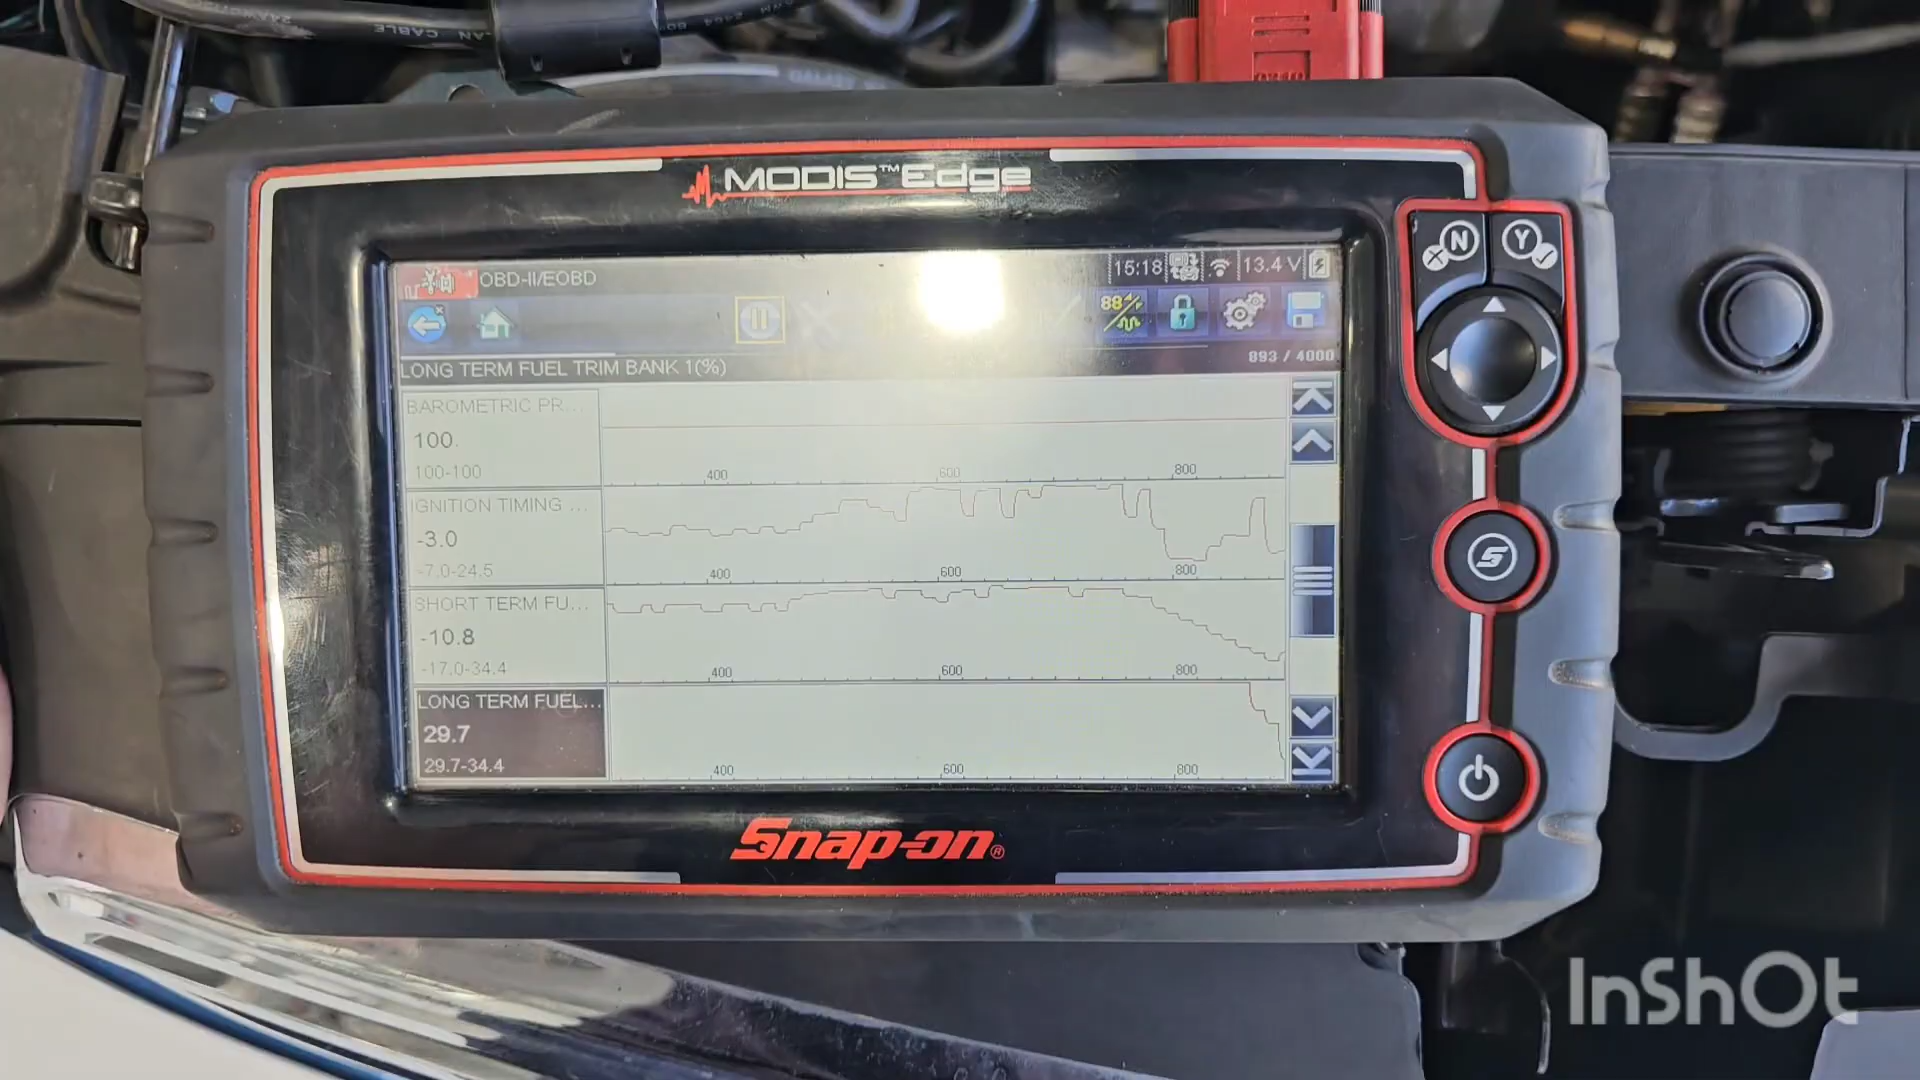 LAN CABLE
MODIS™Edge
N Y
OBD-II/EOBD
15:18 13.4 V
893 / 4000
LONG TERM FUEL TRIM BANK 1(%)
BAROMETRIC PR...
100.
100-100
400 600 800
IGNITION TIMING ...
-3.0
-7.0-24.5
400 600 800
SHORT TERM FU...
-10.8
-17.0-34.4
400 600 800
LONG TERM FUEL...
29.7
29.7-34.4
400 600 800
Snap-on®
InShOt